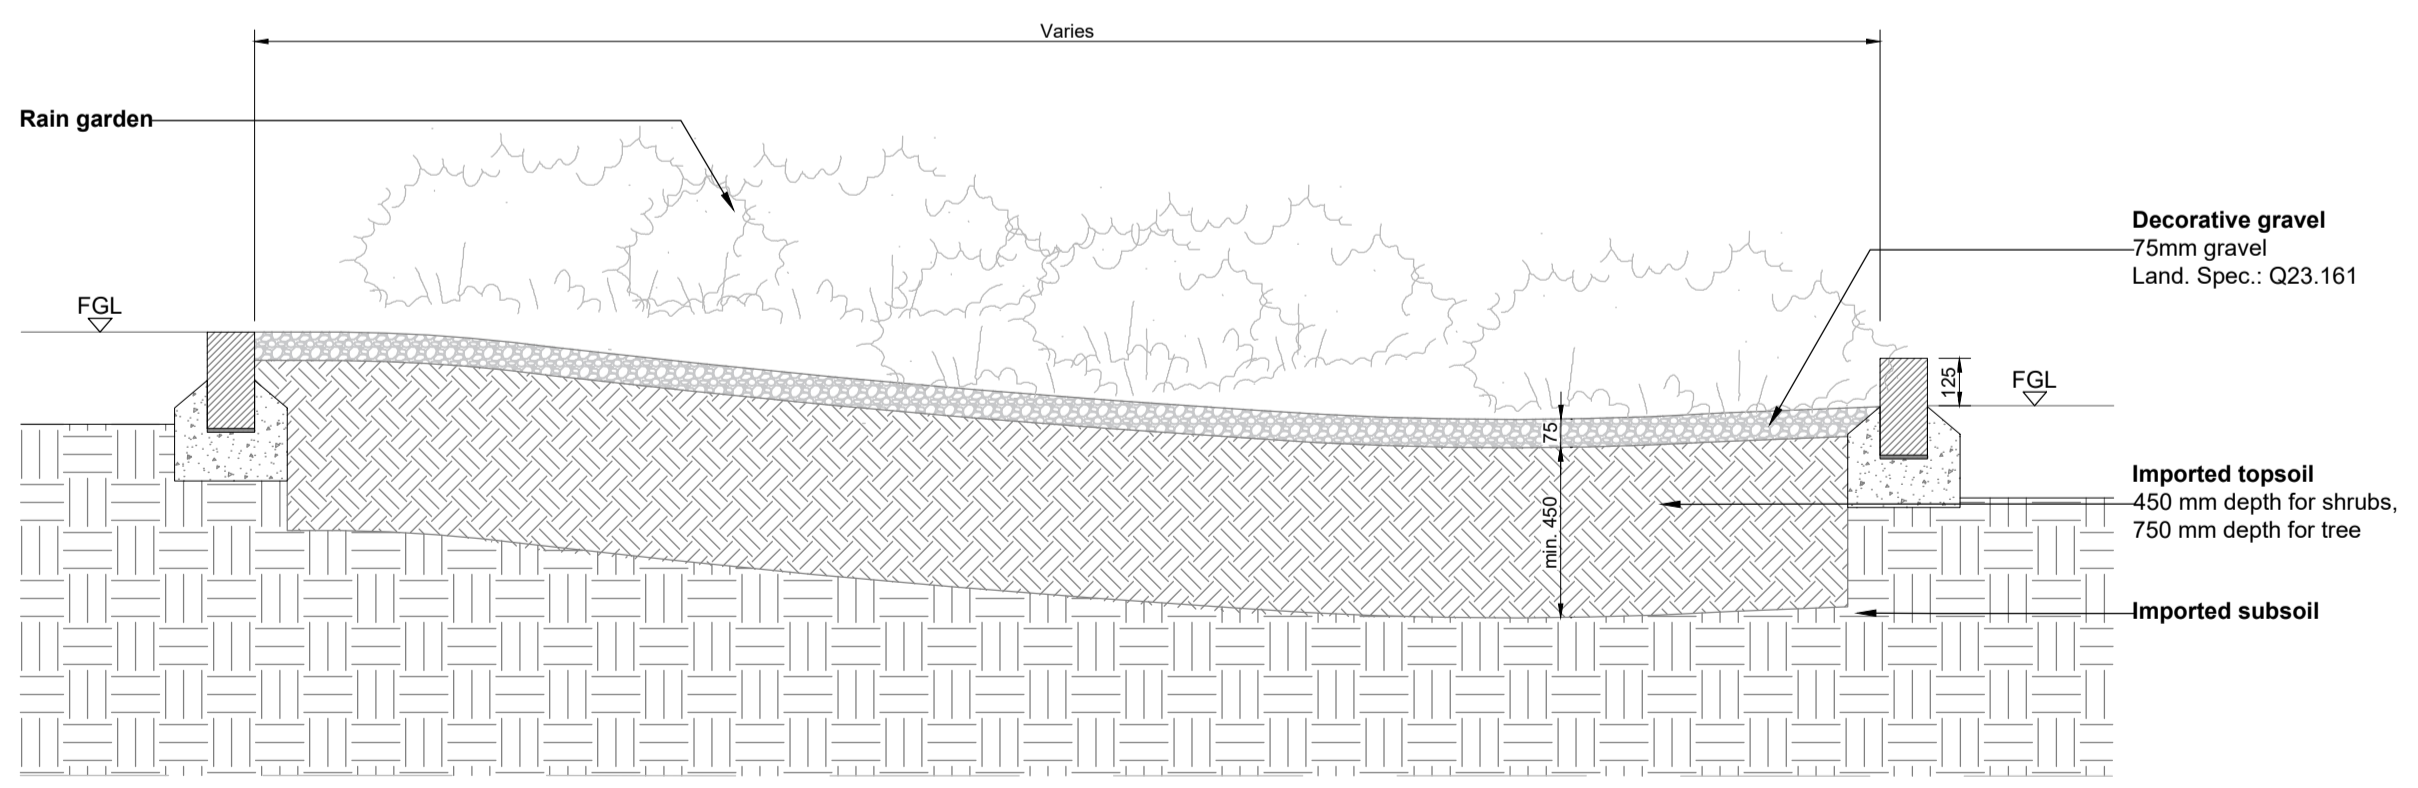 Varies
Rain garden
Decorative gravel
75mm gravel
Land. Spec.: Q23.161
FGL
125
FGL
75
min. 450
Imported topsoil
450 mm depth for shrubs,
750 mm depth for tree
Imported subsoil